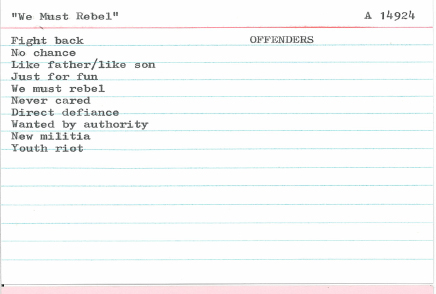 "We Must Rebel" A 14924
Fight back OFFENDERS
No chance
Like father/like son
Just for fun
We must rebel
Never cared
Direct defiance
Wanted by authority
New militia
Youth riot